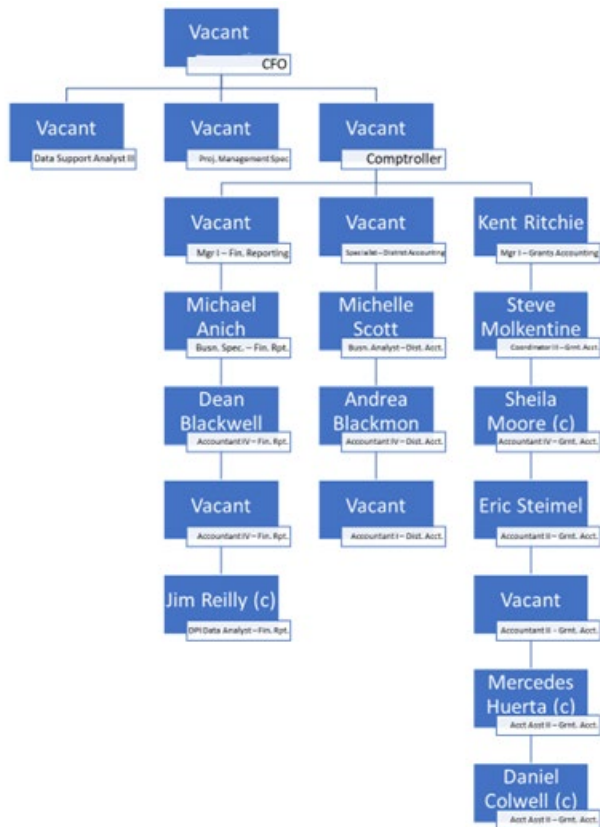 Vacant
CFO
Vacant
Data Support Analyst III
Vacant
Proj. Management Spec
Vacant
Comptroller
Vacant
Mgr I – Fin. Reporting
Vacant
Specialist – District Accounting
Kent Ritchie
Mgr I – Grants Accounting
Michael
Anich
Busn. Spec. – Fin. Rpt.
Michelle
Scott
Busn. Analyst – Dist. Acct.
Steve
Molkentine
Coordinator III – Grnt. Acct.
Dean
Blackwell
Accountant IV – Fin. Rpt.
Andrea
Blackmon
Accountant IV – Dist. Acct.
Sheila
Moore (c)
Accountant IV – Grnt. Acct.
Vacant
Accountant IV – Fin. Rpt.
Vacant
Accountant I – Dist. Acct.
Eric Steimel
Accountant II – Grnt. Acct.
Jim Reilly (c)
DPI Data Analyst – Fin. Rpt.
Vacant
Accountant II - Grnt. Acct.
Mercedes
Huerta (c)
Acct Asst II – Grnt. Acct.
Daniel
Colwell (c)
Acct Asst II – Grnt. Acct.